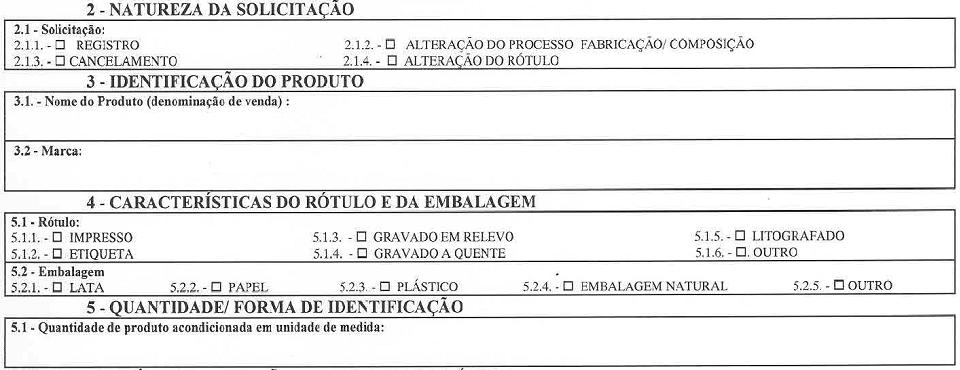 2 - NATUREZA DA SOLICITAÇÃO
2.1 - Solicitação:
2.1.1. - ☐ REGISTRO 2.1.2. - ☐ ALTERAÇÃO DO PROCESSO FABRICAÇÃO/ COMPOSIÇÃO
2.1.3. - ☐ CANCELAMENTO 2.1.4. - ☐ ALTERAÇÃO DO RÓTULO
3 - IDENTIFICAÇÃO DO PRODUTO
3.1. - Nome do Produto (denominação de venda) :
3.2 - Marca:
4 - CARACTERÍSTICAS DO RÓTULO E DA EMBALAGEM
5.1 - Rótulo:
5.1.1. - ☐ IMPRESSO 5.1.3. - ☐ GRAVADO EM RELEVO 5.1.5. - ☐ LITOGRAFADO
5.1.2. - ☐ ETIQUETA 5.1.4. - ☐ GRAVADO A QUENTE 5.1.6. - ☐. OUTRO
5.2 - Embalagem
5.2.1. - ☐ LATA 5.2.2. - ☐ PAPEL 5.2.3. - ☐ PLÁSTICO 5.2.4. - ☐ EMBALAGEM NATURAL 5.2.5. - ☐ OUTRO
5 - QUANTIDADE/ FORMA DE IDENTIFICAÇÃO
5.1 - Quantidade de produto acondicionada em unidade de medida: